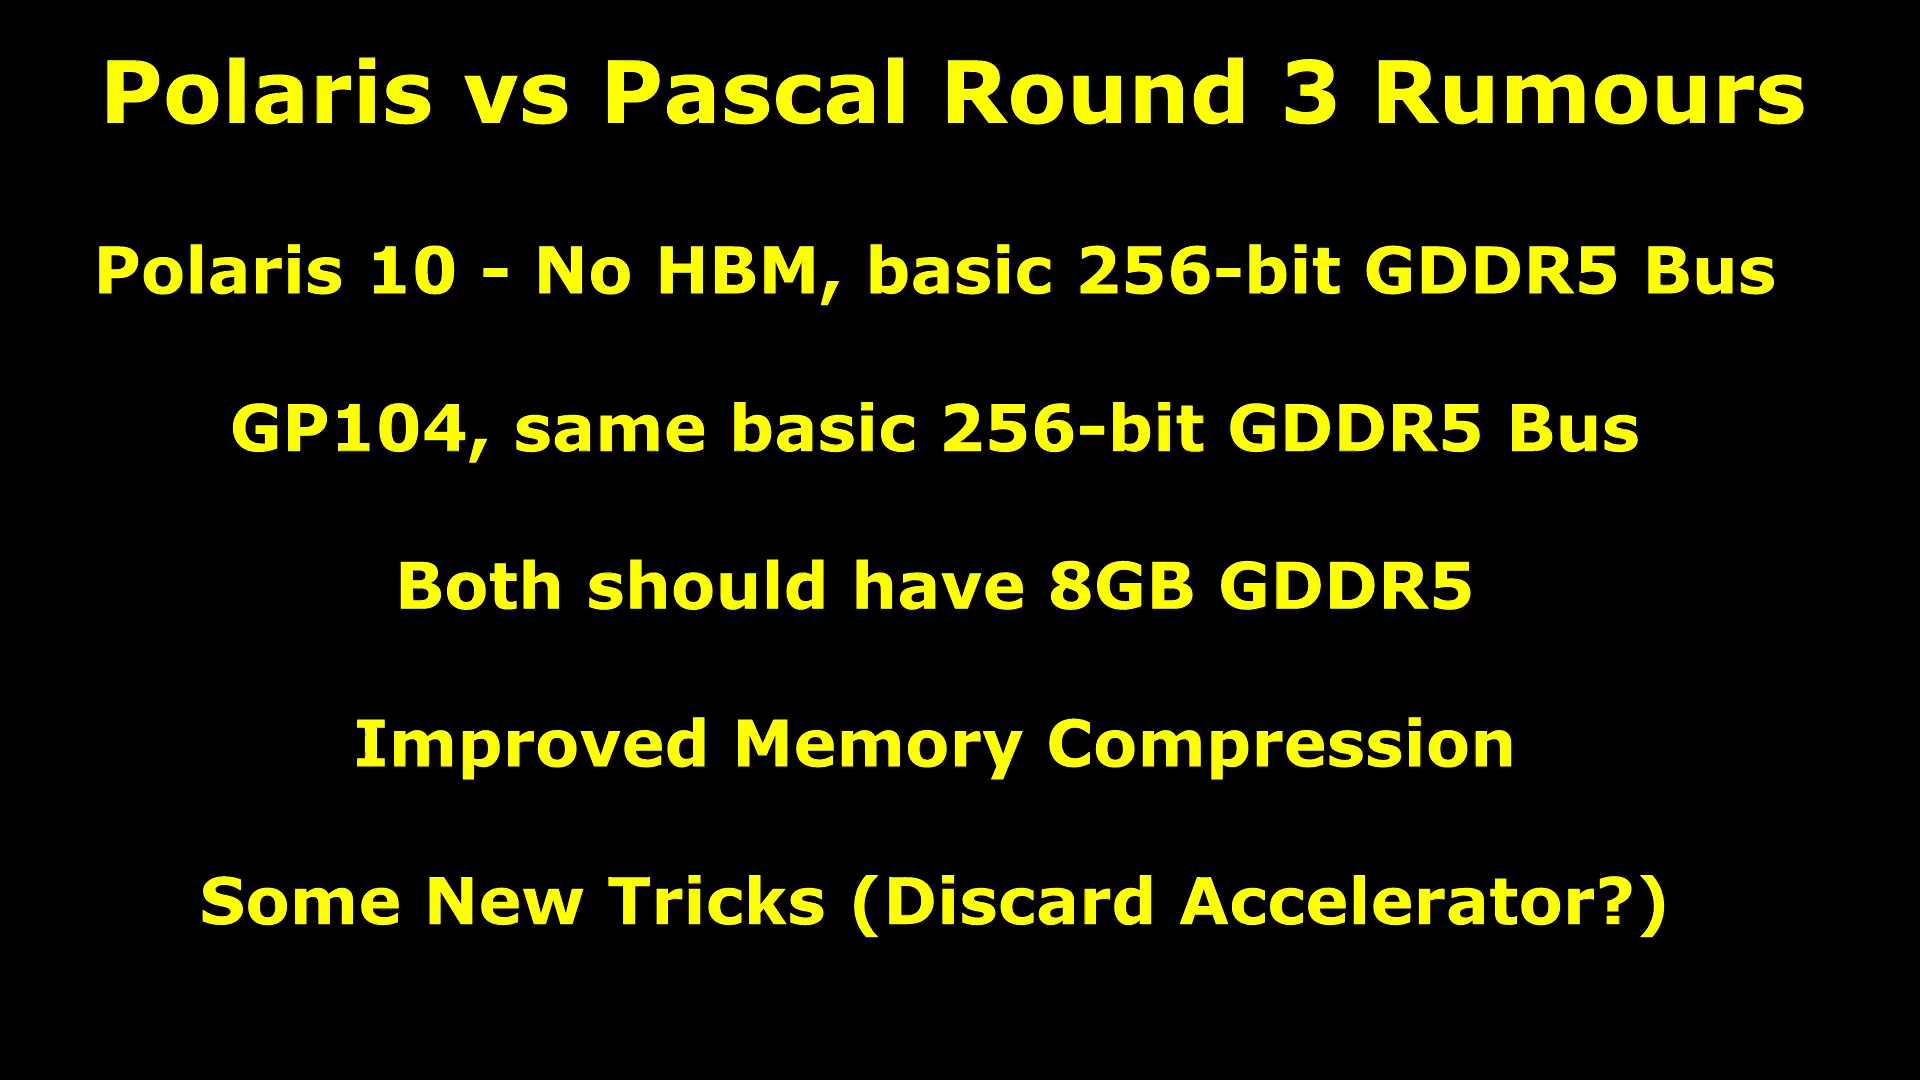 Polaris vs Pascal Round 3 Rumours
Polaris 10 - No HBM, basic 256-bit GDDR5 Bus
GP104, same basic 256-bit GDDR5 Bus
Both should have 8GB GDDR5
Improved Memory Compression
Some New Tricks (Discard Accelerator?)